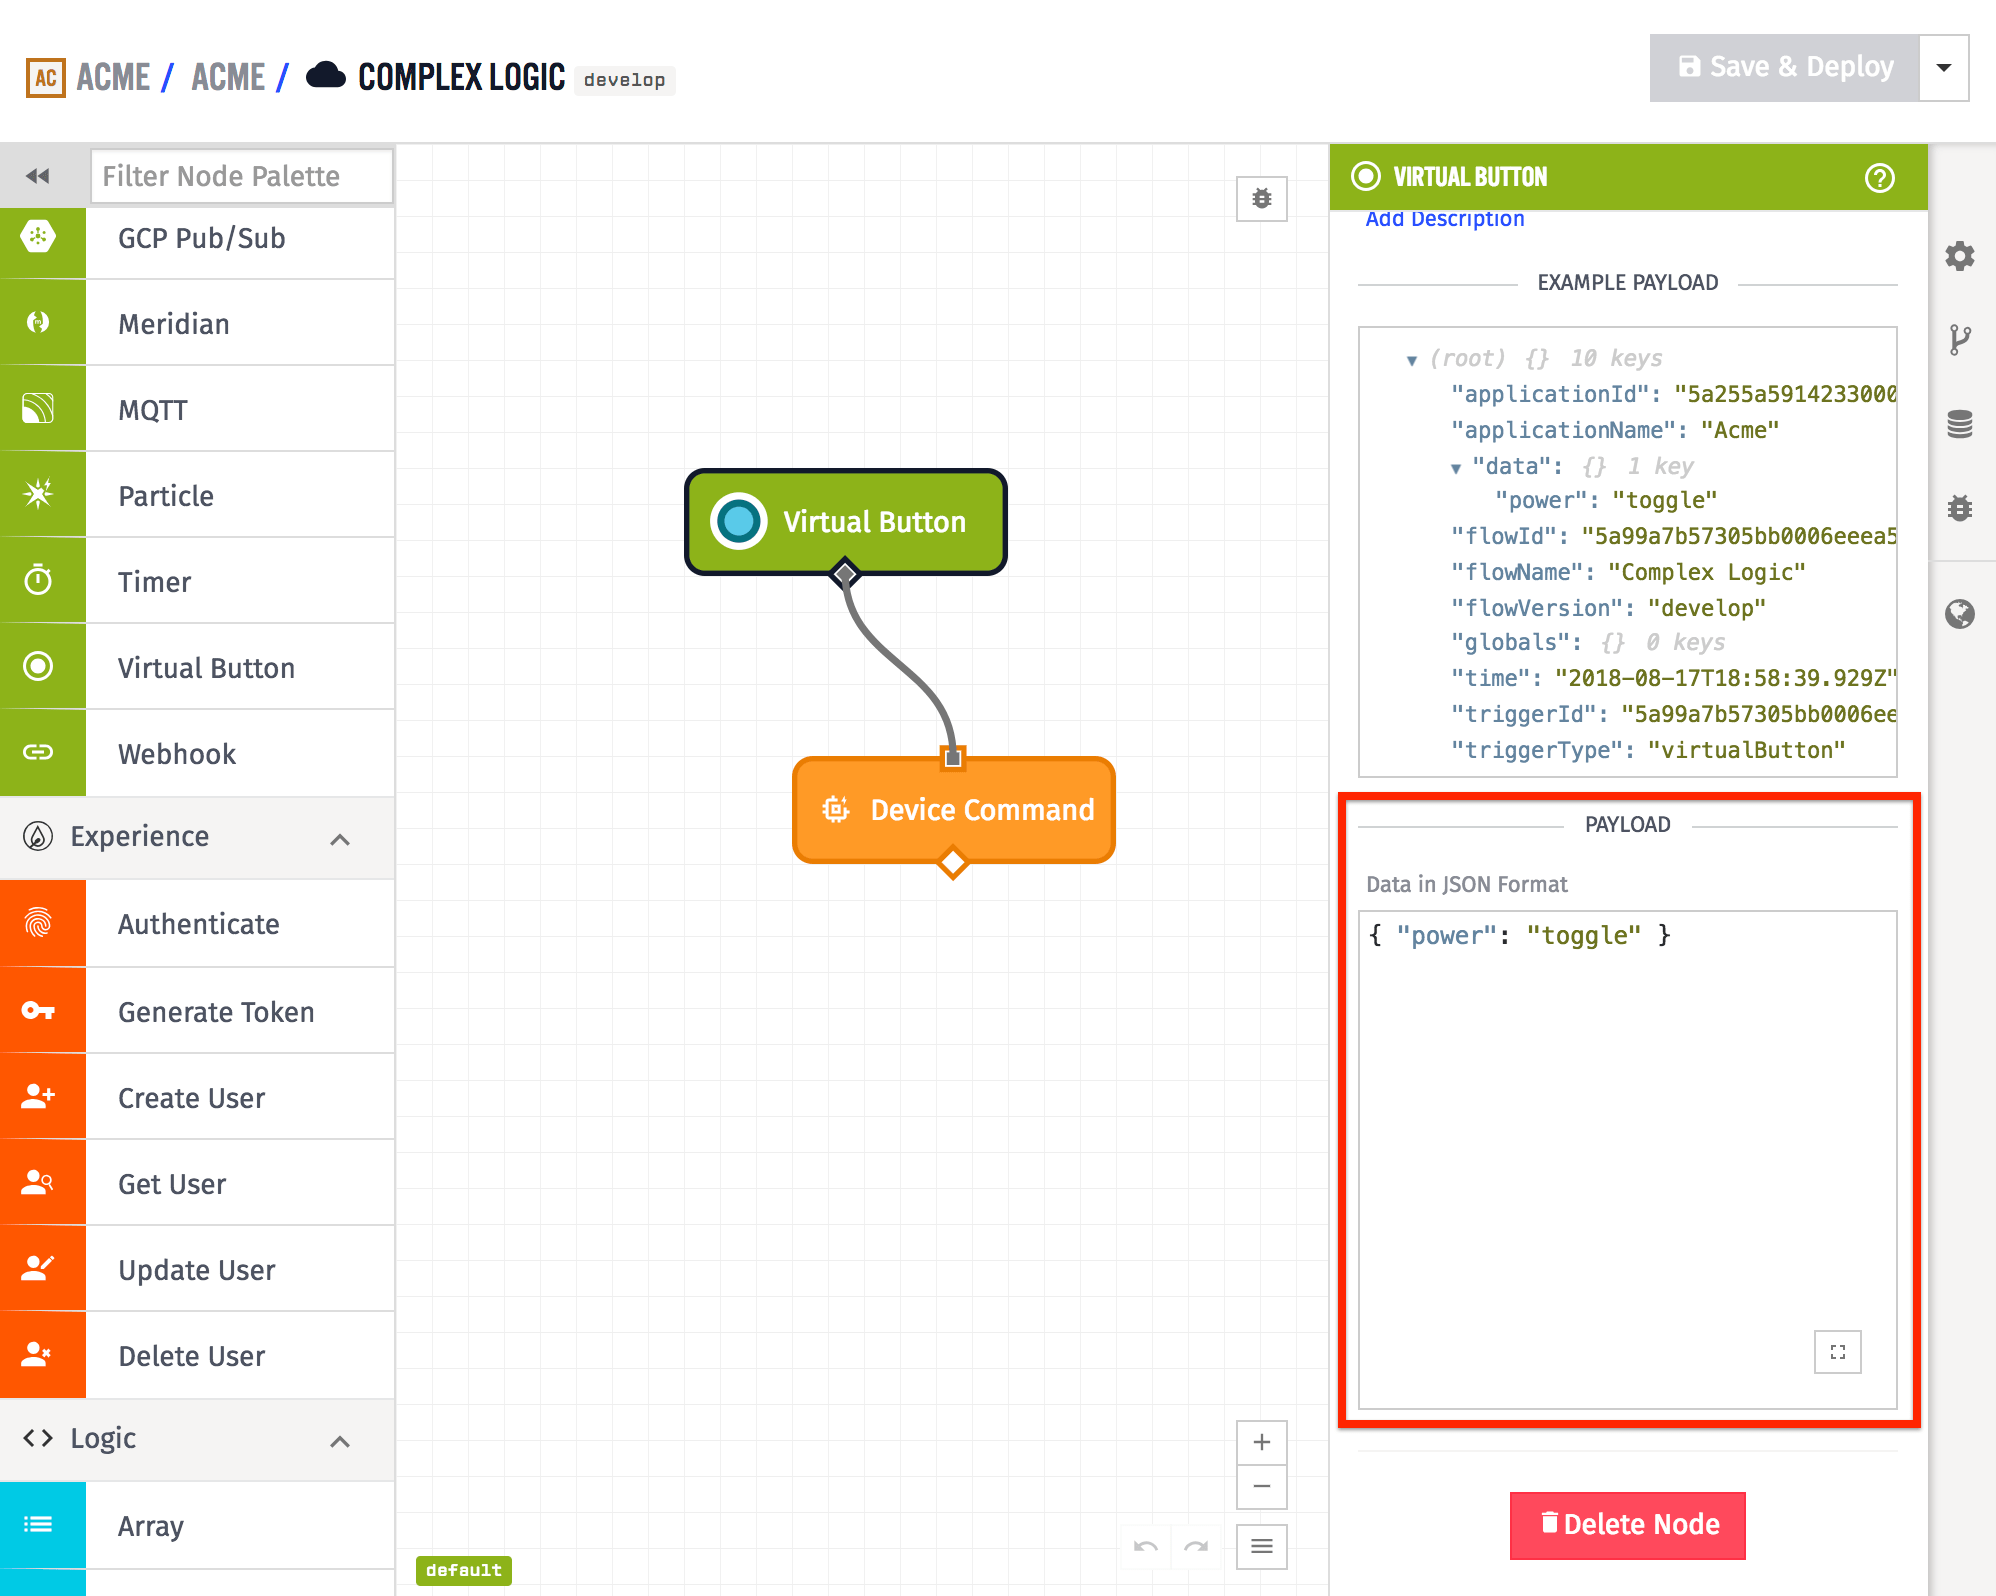 AC ACME / ACME / COMPLEX LOGIC develop
Save & Deploy
Filter Node Palette
GCP Pub/Sub
Meridian
MQTT
Particle
Timer
Virtual Button
Webhook
Experience
Authenticate
Generate Token
Create User
Get User
Update User
Delete User
Logic
Array
Virtual Button
Device Command
default
VIRTUAL BUTTON
Add Description
EXAMPLE PAYLOAD
(root) {} 10 keys
"applicationId": "5a255a5914233000
"applicationName": "Acme"
"data": {} 1 key
"power": "toggle"
"flowId": "5a99a7b57305bb0006eeea5
"flowName": "Complex Logic"
"flowVersion": "develop"
"globals": {} 0 keys
"time": "2018-08-17T18:58:39.929Z"
"triggerId": "5a99a7b57305bb0006ee
"triggerType": "virtualButton"
PAYLOAD
Data in JSON Format
{ "power": "toggle" }
Delete Node